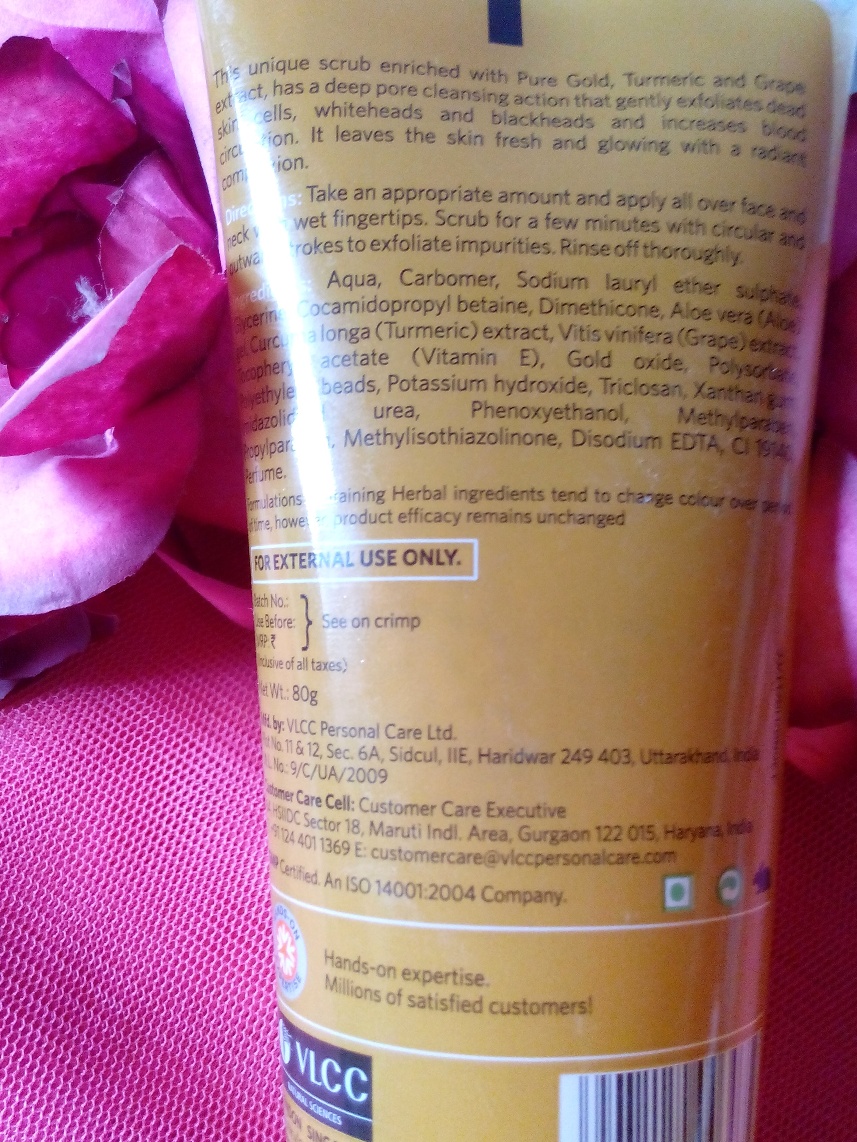 This unique scrub enriched with Pure Gold, Turmeric and Grape
extract, has a deep pore cleansing action that gently exfoliates dead
skin cells, whiteheads and blackheads and increases blood
circulation. It leaves the skin fresh and glowing with a radiant
complexion.
Directions: Take an appropriate amount and apply all over face and
neck with wet fingertips. Scrub for a few minutes with circular and
outward strokes to exfoliate impurities. Rinse off thoroughly.
Ingredients: Aqua, Carbomer, Sodium lauryl ether sulphate,
Glycerine, Cocamidopropyl betaine, Dimethicone, Aloe vera (Aloe)
gel, Curcuma longa (Turmeric) extract, Vitis vinifera (Grape) extract,
Tocopheryl acetate (Vitamin E), Gold oxide, Polysorbate,
Polyethylene beads, Potassium hydroxide, Triclosan, Xanthan gum,
Imidazolidinyl urea, Phenoxyethanol, Methylparaben,
Propylparaben, Methylisothiazolinone, Disodium EDTA, CI 19140,
Perfume.
Formulations containing Herbal ingredients tend to change colour over period
of time, however product efficacy remains unchanged
FOR EXTERNAL USE ONLY.
Batch No.:
Use Before: } See on crimp
MRP: ₹
(Inclusive of all taxes)
Net Wt.: 80g
Mfd. by: VLCC Personal Care Ltd.
No. 11 & 12, Sec. 6A, Sidcul, IIE, Haridwar 249 403, Uttarakhand, India
No.: 9/C/UA/2009
Customer Care Cell: Customer Care Executive
HSIIDC Sector 18, Maruti Indl. Area, Gurgaon 122 015, Haryana, India
+91 124 401 1369 E: customercare@vlccpersonalcare.com
GMP Certified. An ISO 14001:2004 Company.
HANDS-ON EXPERTISE
Hands-on expertise.
Millions of satisfied customers!
VLCC
NATURAL SCIENCES